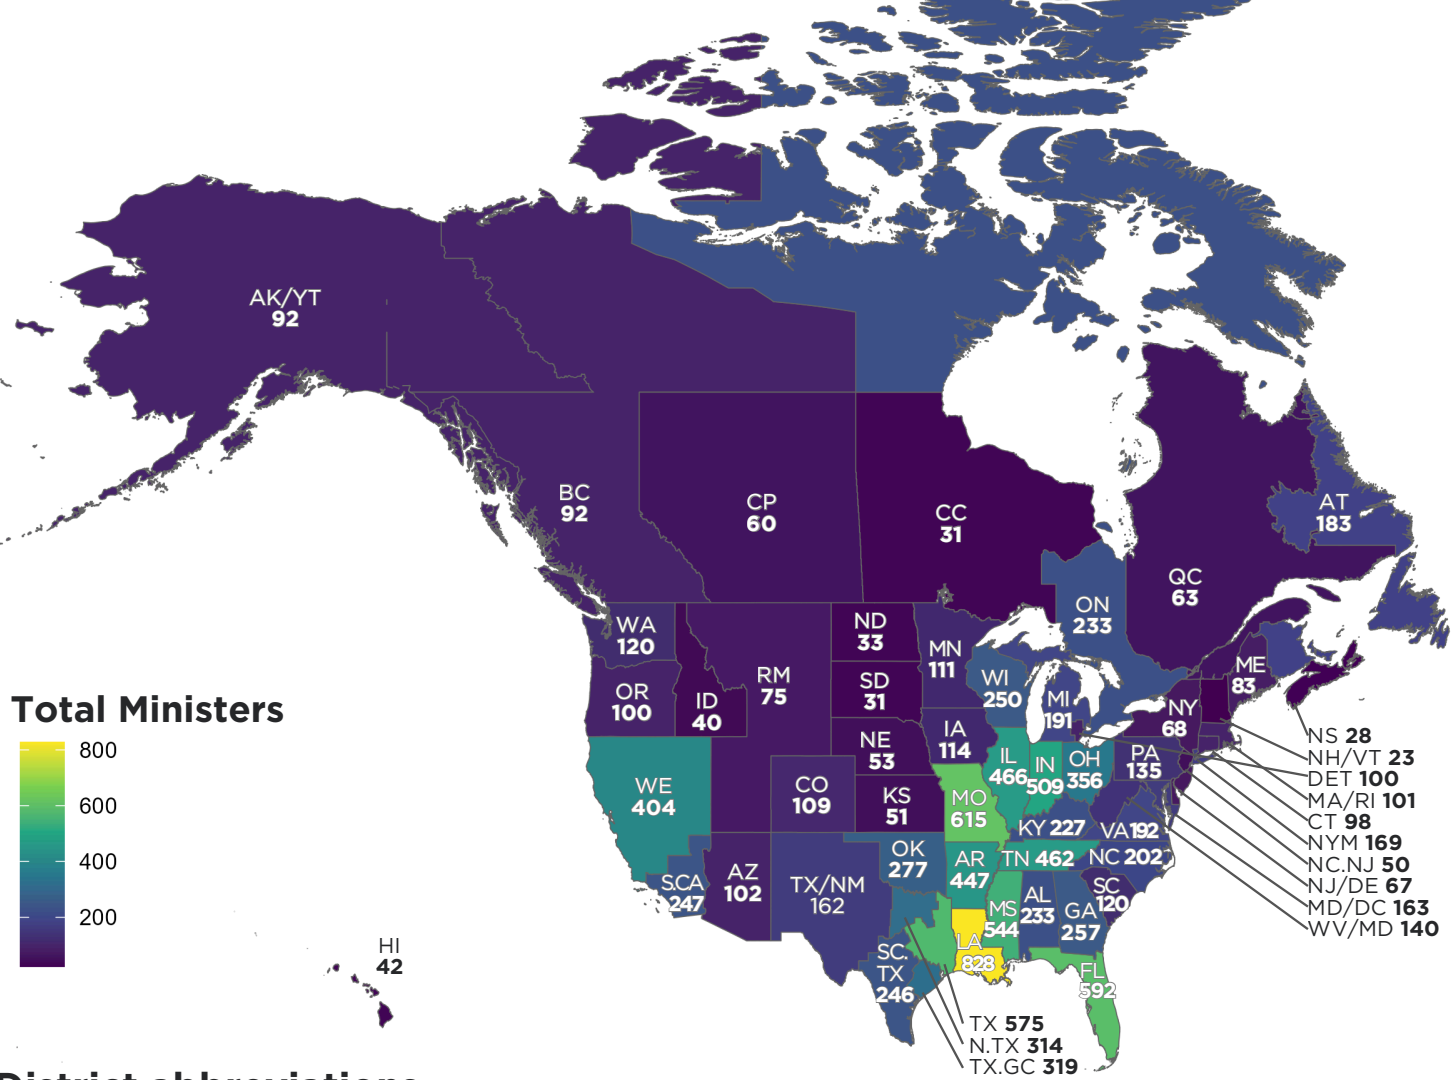 AK/YT
92
BC
92
CP
60
CC
31
AT
183
QC
63
ON
233
WA
120
ND
33
MN
111
ME
83
RM
75
WI
250
OR
100
ID
40
SD
31
MI
191
NY
68
Total Ministers
800
600
400
200
NE
53
IA
114
IL
466
IN
509
OH
356
PA
135
WE
404
CO
109
KS
51
MO
615
KY 227
VA 192
OK
277
AR
447
TN 462
NC 202
S.CA
247
AZ
102
TX/NM
162
MS
544
AL
233
GA
257
SC
120
LA
828
SC.
TX
246
FL
592
HI
42
NS 28
NH/VT 23
DET 100
MA/RI 101
CT 98
NYM 169
NC.NJ 50
NJ/DE 67
MD/DC 163
WV/MD 140
TX 575
N.TX 314
TX.GC 319
District abbreviations